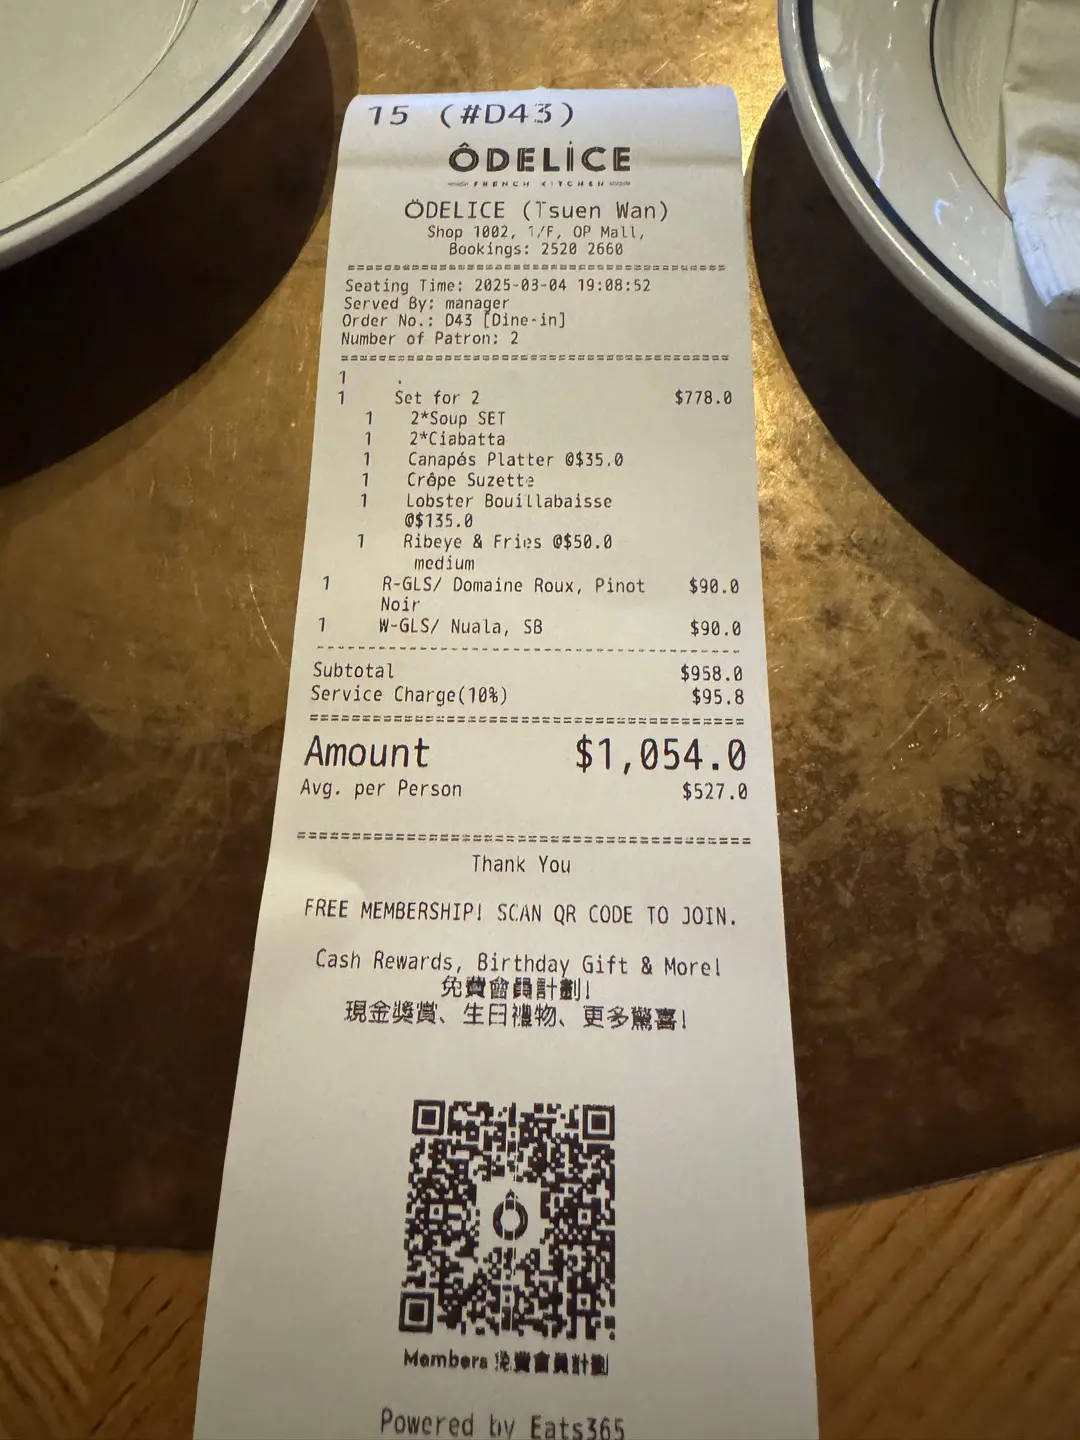 15 (#D43)
ÔDELİCE
FRENCH KITCHEN
ÔDELICE (Tsuen Wan)
Shop 1002, 1/F, OP Mall,
Bookings: 2520 2660
Seating Time: 2025-03-04 19:08:52
Served By: manager
Order No.: D43 [Dine-in]
Number of Patron: 2
1 .
1 Set for 2 $778.0
1 2*Soup SET
1 2*Ciabatta
1 Canapés Platter @$35.0
1 Crêpe Suzette
1 Lobster Bouillabaisse
@$135.0
1 Ribeye & Fries @$50.0
medium
1 R-GLS/ Domaine Roux, Pinot $90.0
Noir
1 W-GLS/ Nuala, SB $90.0
Subtotal $958.0
Service Charge(10%) $95.8
Amount $1,054.0
Avg. per Person $527.0
Thank You
FREE MEMBERSHIP! SCAN QR CODE TO JOIN.
Cash Rewards, Birthday Gift & More!
免費會員計劃!
現金獎賞、生日禮物、更多驚喜!
Members 免費會員計劃
Powered by Eats365